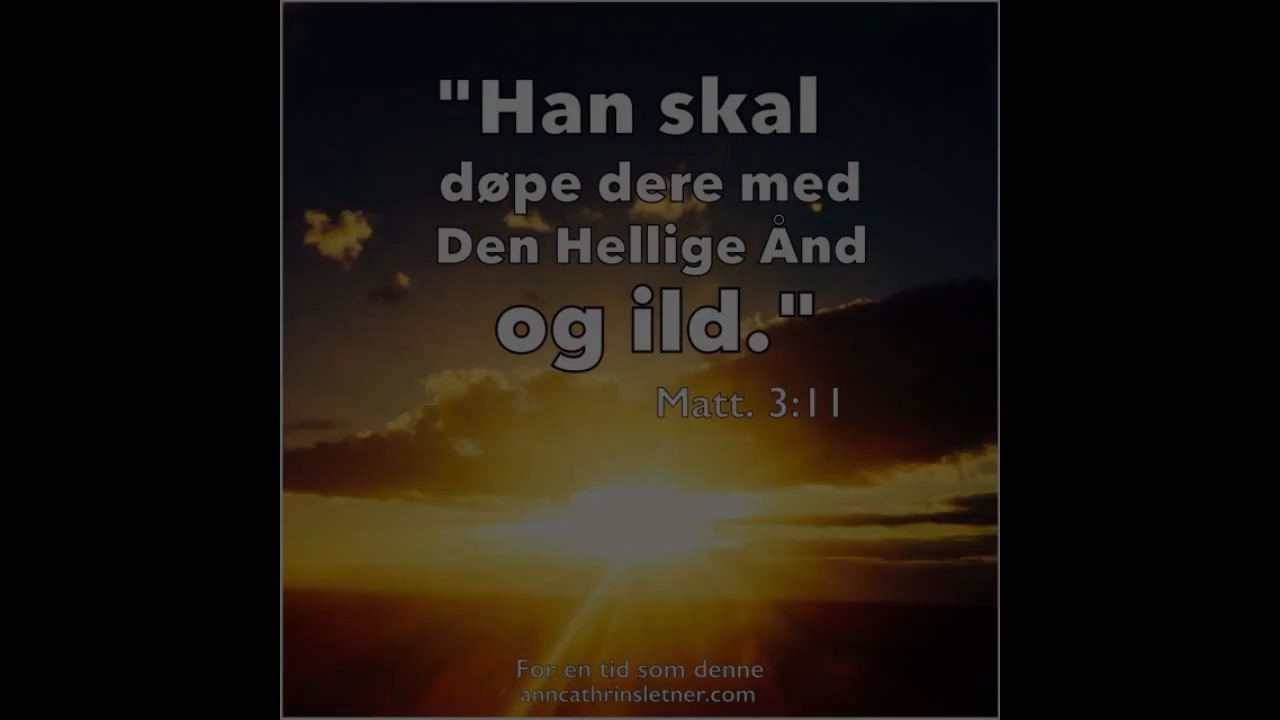 "Han skal
døpe dere med
Den Hellige Ånd
og ild."
Matt. 3:11
For en tid som denne
anncathrinsletner.com